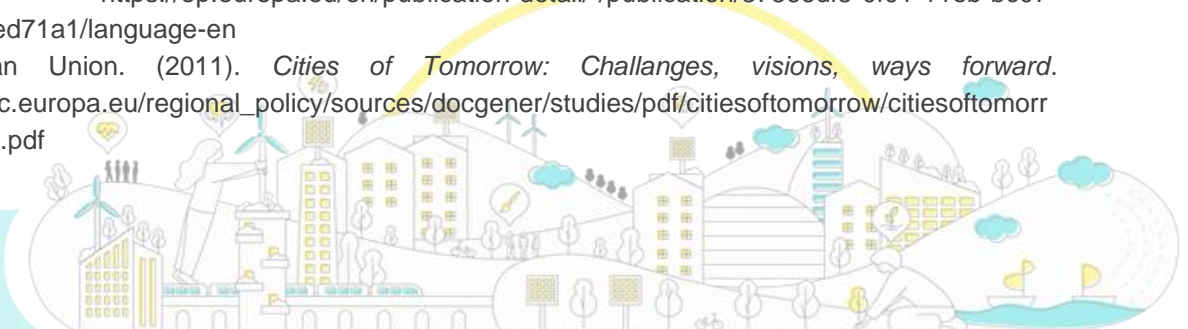 ed71a1/language-en
an Union. (2011). Cities of Tomorrow: Challanges, visions, ways forward.
c.europa.eu/regional_policy/sources/docgener/studies/pdf/citiesoftomorrow/citiesoftomorr
.pdf